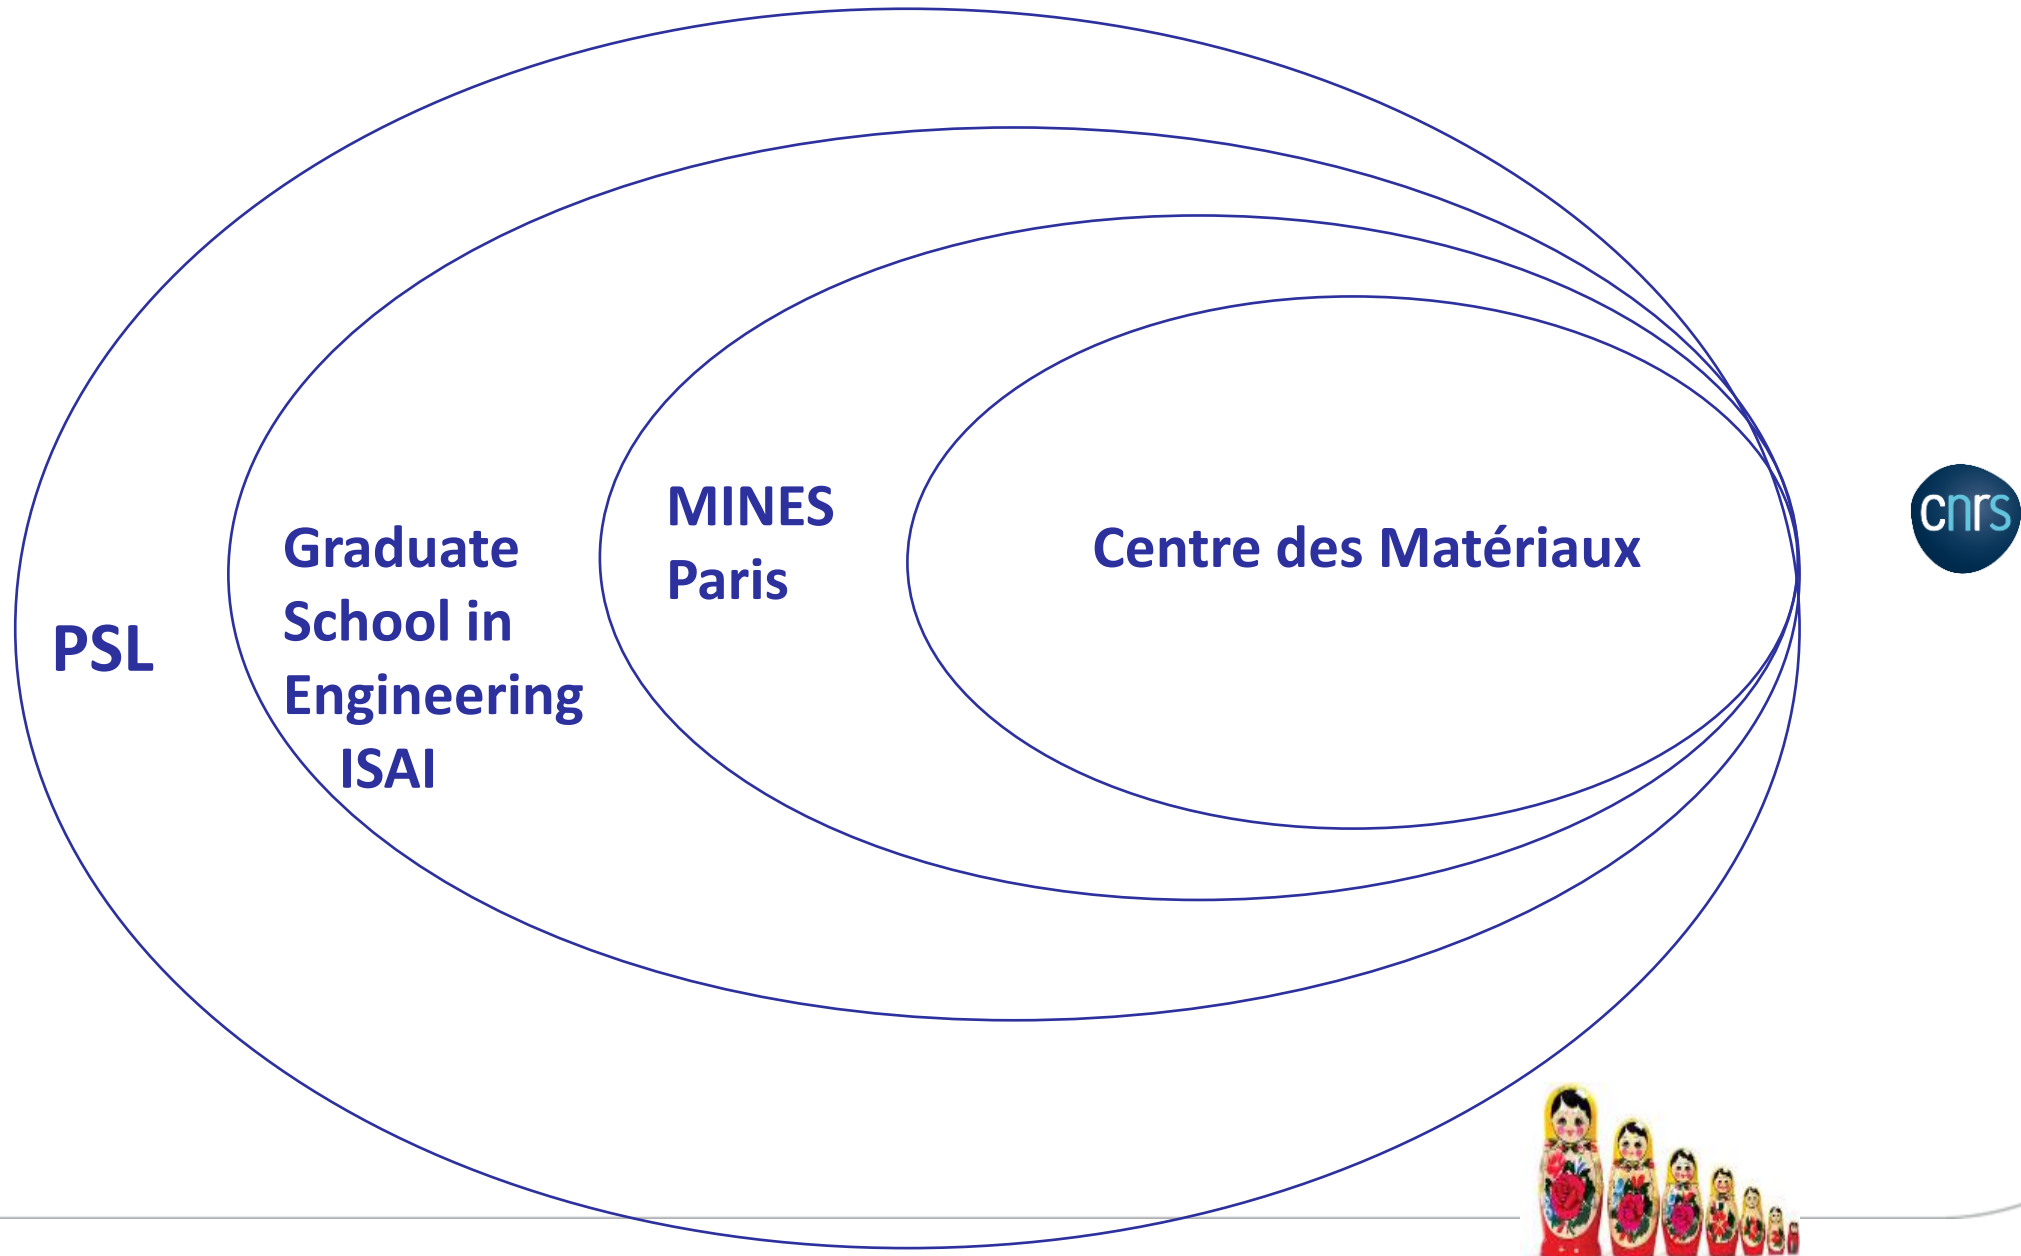 PSL
Graduate
School in
Engineering
ISAI
MINES
Paris
Centre des Matériaux
cnrs